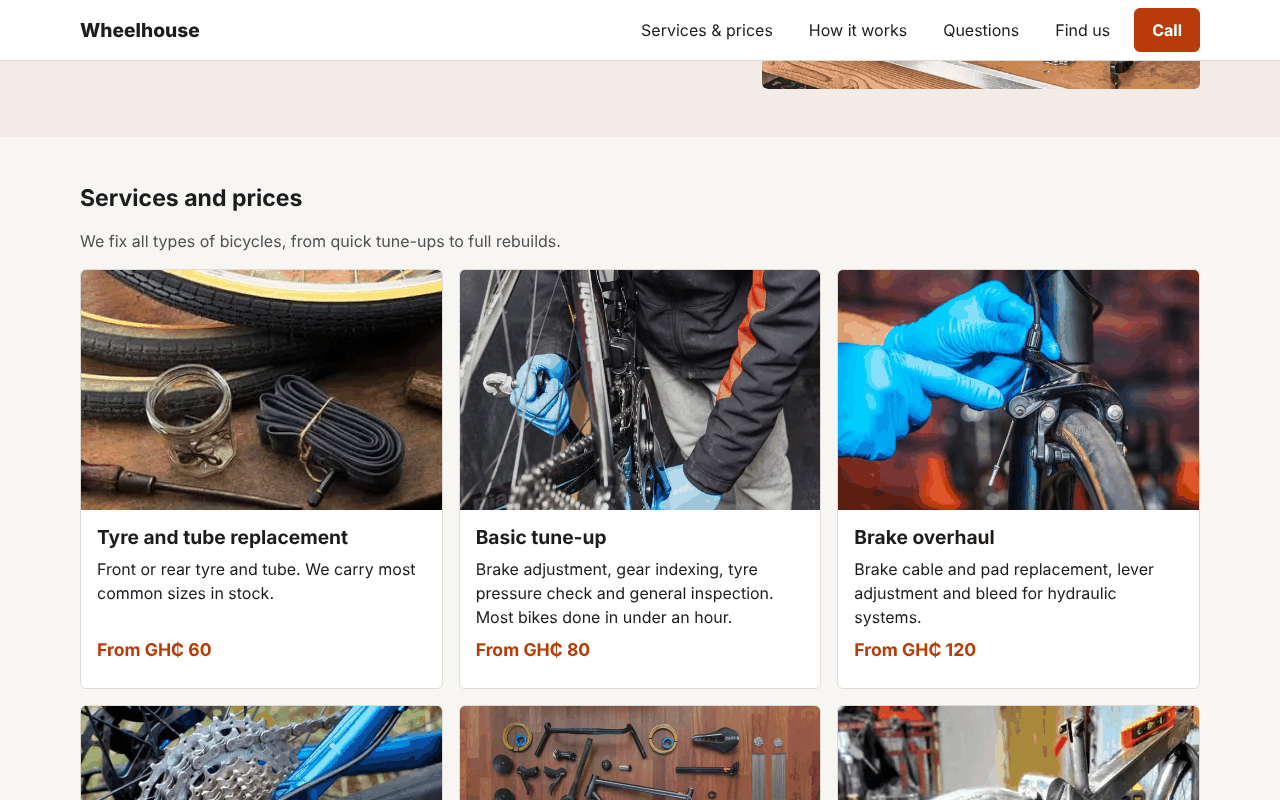 Wheelhouse
Services & prices
How it works
Questions
Find us
Call
Services and prices
We fix all types of bicycles, from quick tune-ups to full rebuilds.
Tyre and tube replacement
Front or rear tyre and tube. We carry most
common sizes in stock.
From GH₵ 60
Basic tune-up
Brake adjustment, gear indexing, tyre
pressure check and general inspection.
Most bikes done in under an hour.
From GH₵ 80
Brake overhaul
Brake cable and pad replacement, lever
adjustment and bleed for hydraulic
systems.
From GH₵ 120